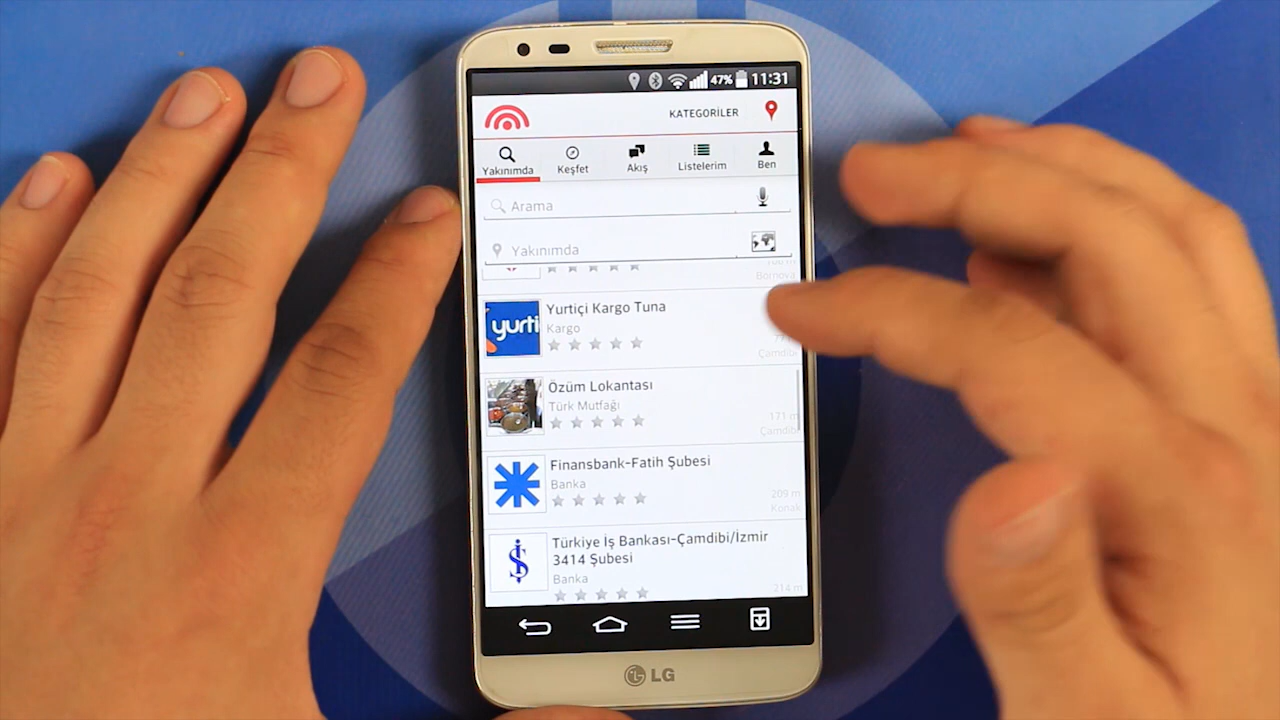 47% 11:31
KATEGORİLER
Yakınımda Keşfet Akış Listelerim Ben
Arama
Yakınımda
Bornova
Yurtiçi Kargo Tuna
yurti
Kargo
Çamdibi
Özüm Lokantası
Türk Mutfağı
171 m
Çamdibi
Finansbank-Fatih Şubesi
Banka
209 m
Konak
Türkiye İş Bankası-Çamdibi/İzmir
3414 Şubesi
Banka
214 m
LG